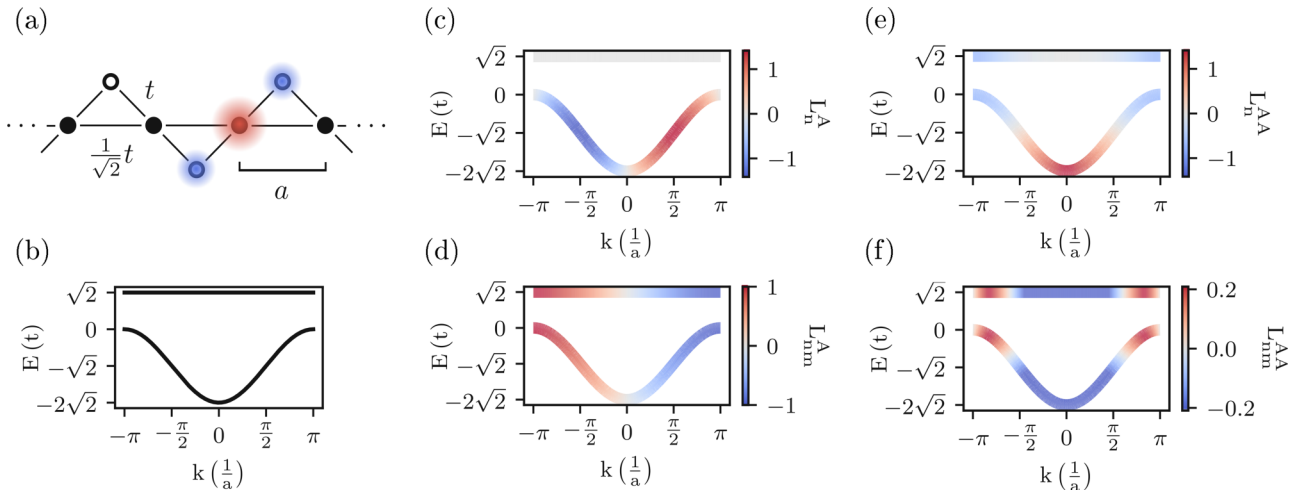 (a)
t
1/√2 t
a
(b)
E (t)
√2
0
−√2
−2√2
−π
−π/2
0
π/2
π
k (1/a)
(c)
E (t)
√2
0
−√2
−2√2
−π
−π/2
0
π/2
π
k (1/a)
1
0
−1
L_n^A
(d)
E (t)
√2
0
−√2
−2√2
−π
−π/2
0
π/2
π
k (1/a)
1
0
−1
L_nm^A
(e)
E (t)
√2
0
−√2
−2√2
−π
−π/2
0
π/2
π
k (1/a)
1
0
−1
L_n^AA
(f)
E (t)
√2
0
−√2
−2√2
−π
−π/2
0
π/2
π
k (1/a)
0.2
0.0
−0.2
L_nm^AA